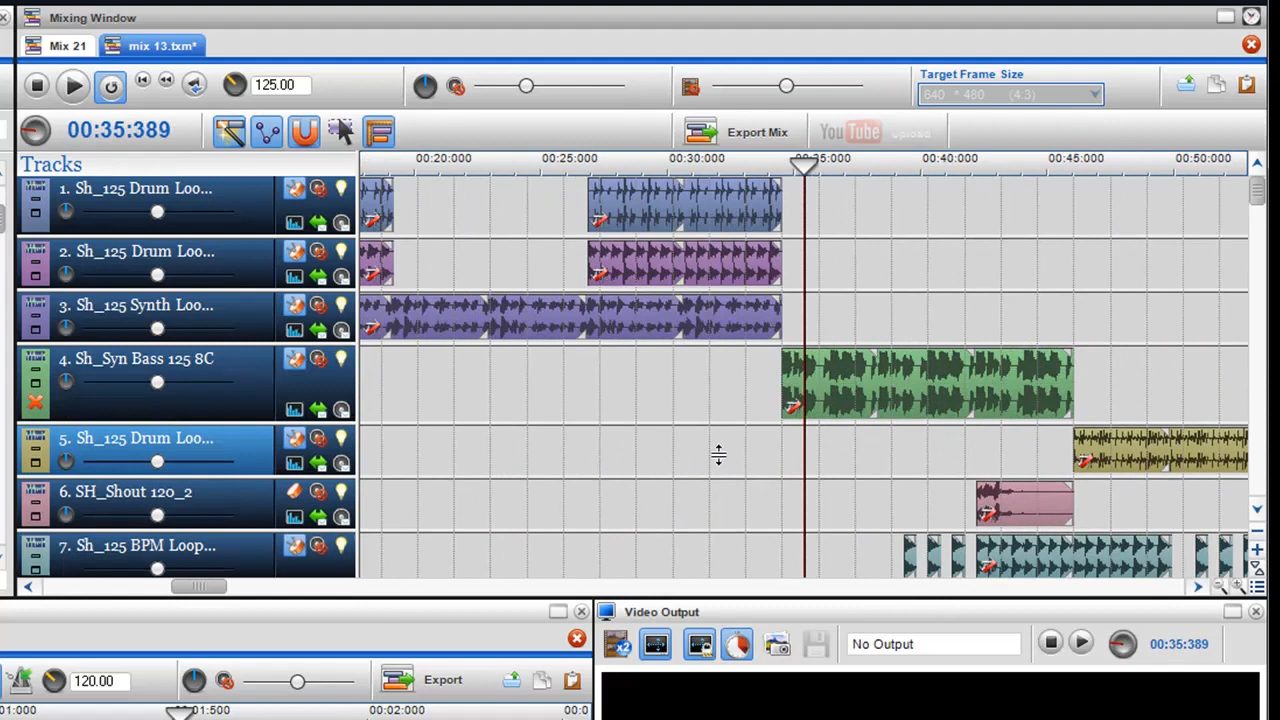 Mixing Window
Mix 21
mix 13.txm*
125.00
Target Frame Size
640 * 480 (4:3)
00:35:389
Export Mix
YouTube Upload
Tracks
00:20:000 00:25:000 00:30:000 00:35:000 00:40:000 00:45:000 00:50:000
1. Sh_125 Drum Loo...
2. Sh_125 Drum Loo...
3. Sh_125 Synth Loo...
4. Sh_Syn Bass 125 8C
5. Sh_125 Drum Loo...
6. SH_Shout 120_2
7. Sh_125 BPM Loop...
Video Output
x2
No Output
00:35:389
120.00
Export
01:000 01:500 00:02:000 00:0